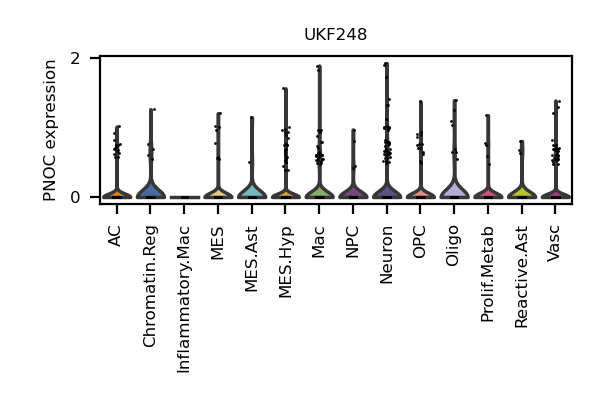 UKF248
PNOC expression
2
0
AC
Chromatin.Reg
Inflammatory.Mac
MES
MES.Ast
MES.Hyp
Mac
NPC
Neuron
OPC
Oligo
Prolif.Metab
Reactive.Ast
Vasc